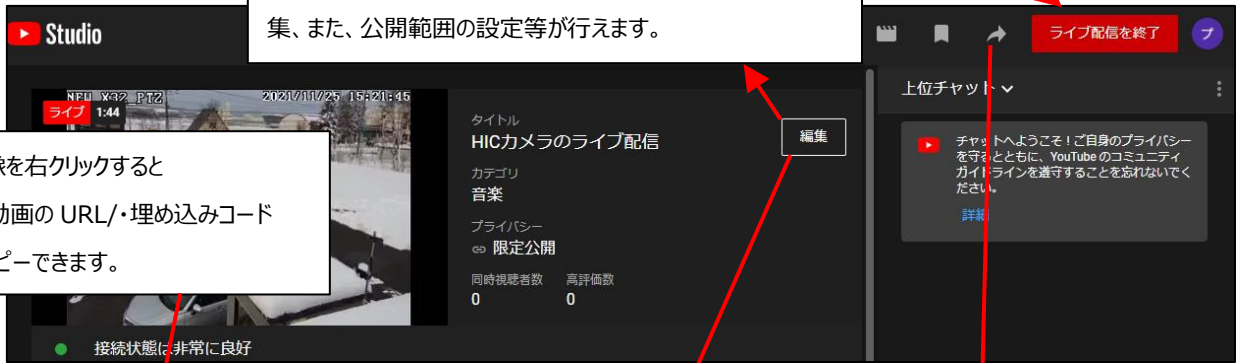 集、また、公開範囲の設定等が行えます。
Studio
ライブ配信を終了
プ
NEU X32 PTZ 2021/11/25 15:21:45
ライブ 1:44
を右クリックすると
動画の URL/・埋め込みコード
ピーできます。
タイトル
HICカメラのライブ配信
編集
カテゴリ
音楽
プライバシー
限定公開
同時視聴者数 高評価数
0 0
接続状態は非常に良好
上位チャット
チャットへようこそ！ご自身のプライバシー
を守るとともに、YouTube のコミュニティ
ガイドラインを遵守することを忘れないでく
ださい。
詳細